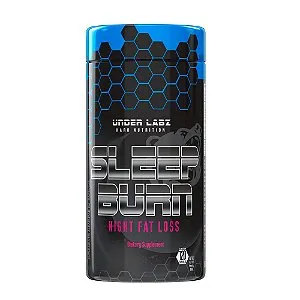 UNDER LABZ
HARD NUTRITION
SLEEP
BURN
NIGHT FAT LOSS
Dietary Supplement